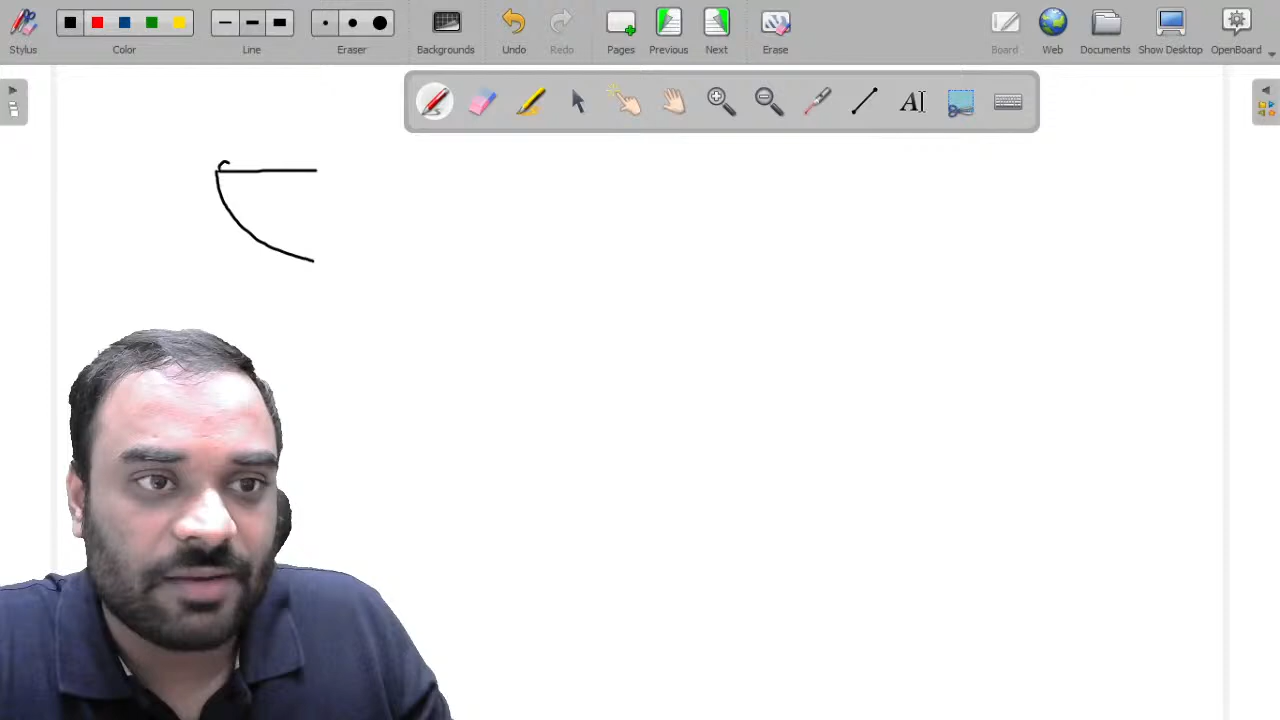 Stylus
Color
Line
Eraser
Backgrounds
Undo
Redo
Pages
Previous
Next
Erase
Board
Web
Documents
Show Desktop
OpenBoard
A